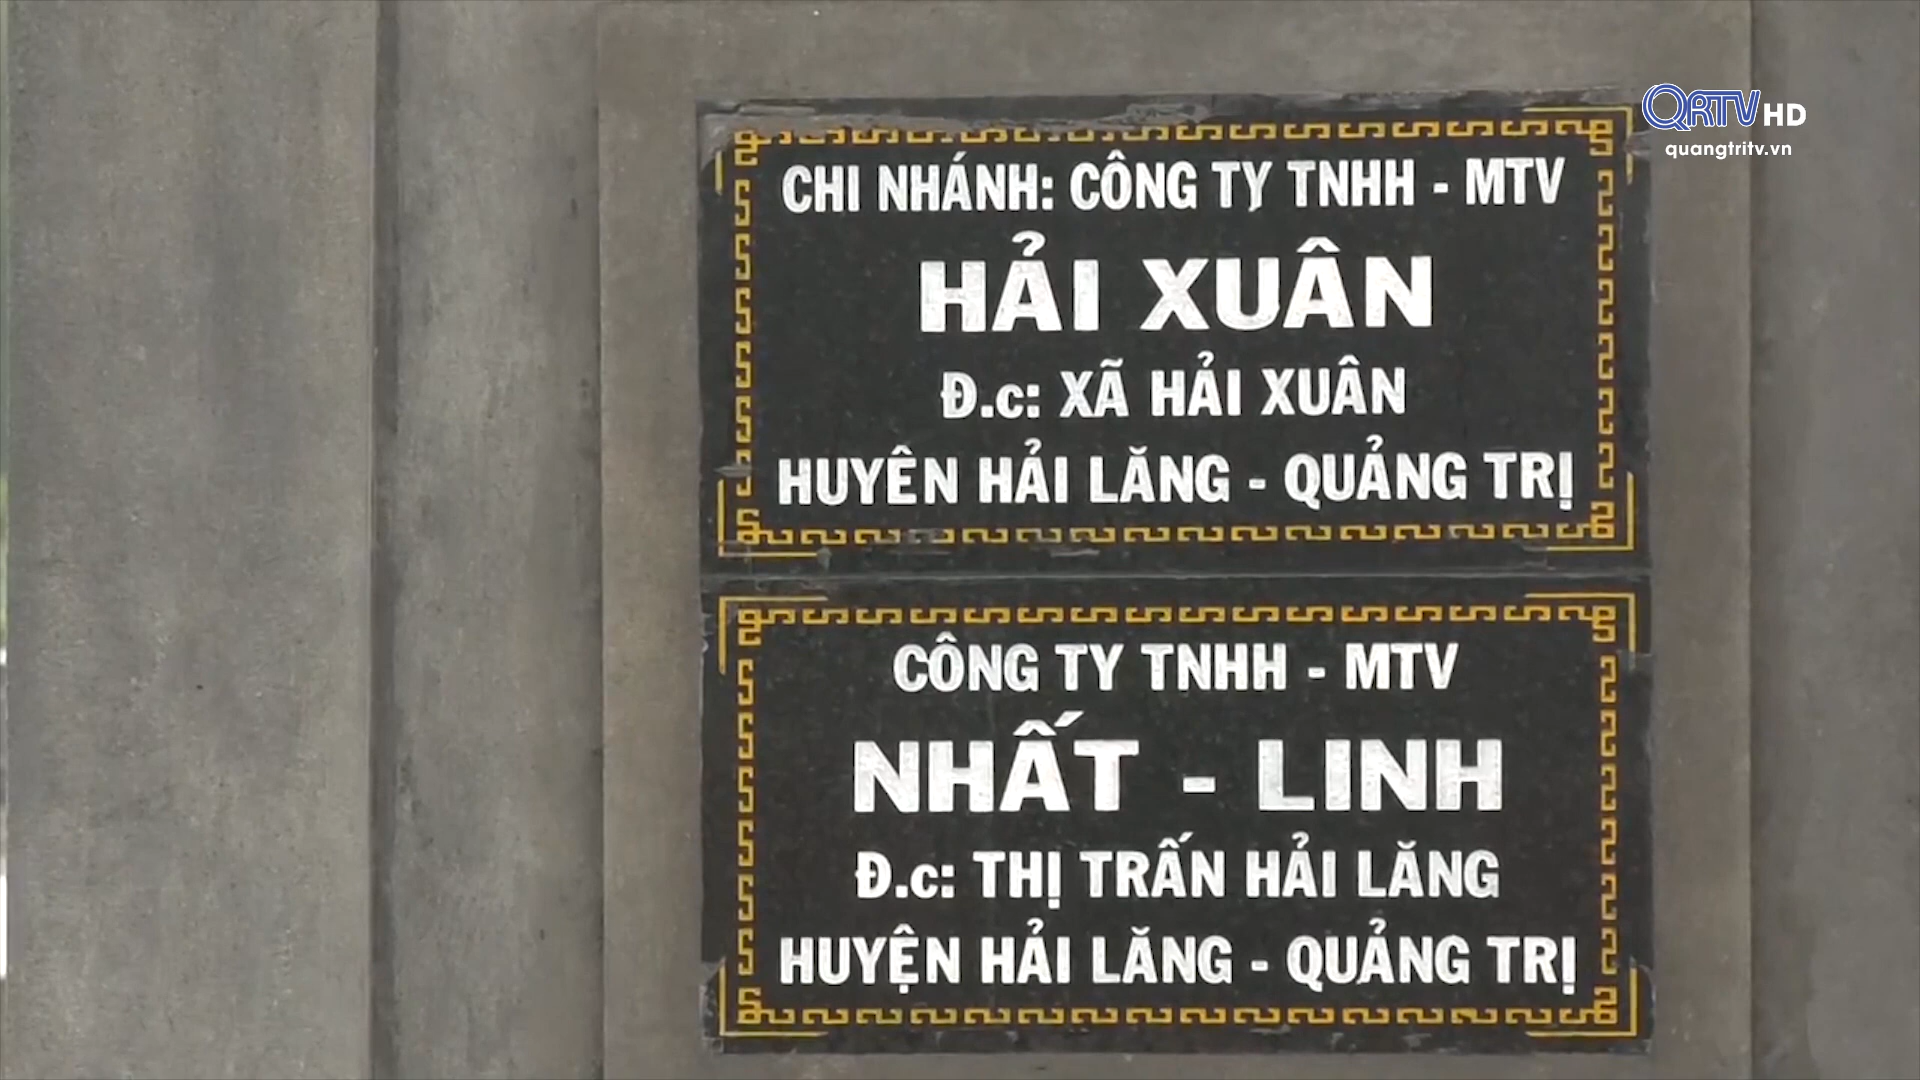 QRTV HD
quangtritv.vn
CHI NHÁNH: CÔNG TY TNHH - MTV
HẢI XUÂN
Đ.c: XÃ HẢI XUÂN
HUYÊN HẢI LĂNG - QUẢNG TRỊ
CÔNG TY TNHH - MTV
NHẤT - LINH
Đ.c: THỊ TRẤN HẢI LĂNG
HUYỆN HẢI LĂNG - QUẢNG TRỊ